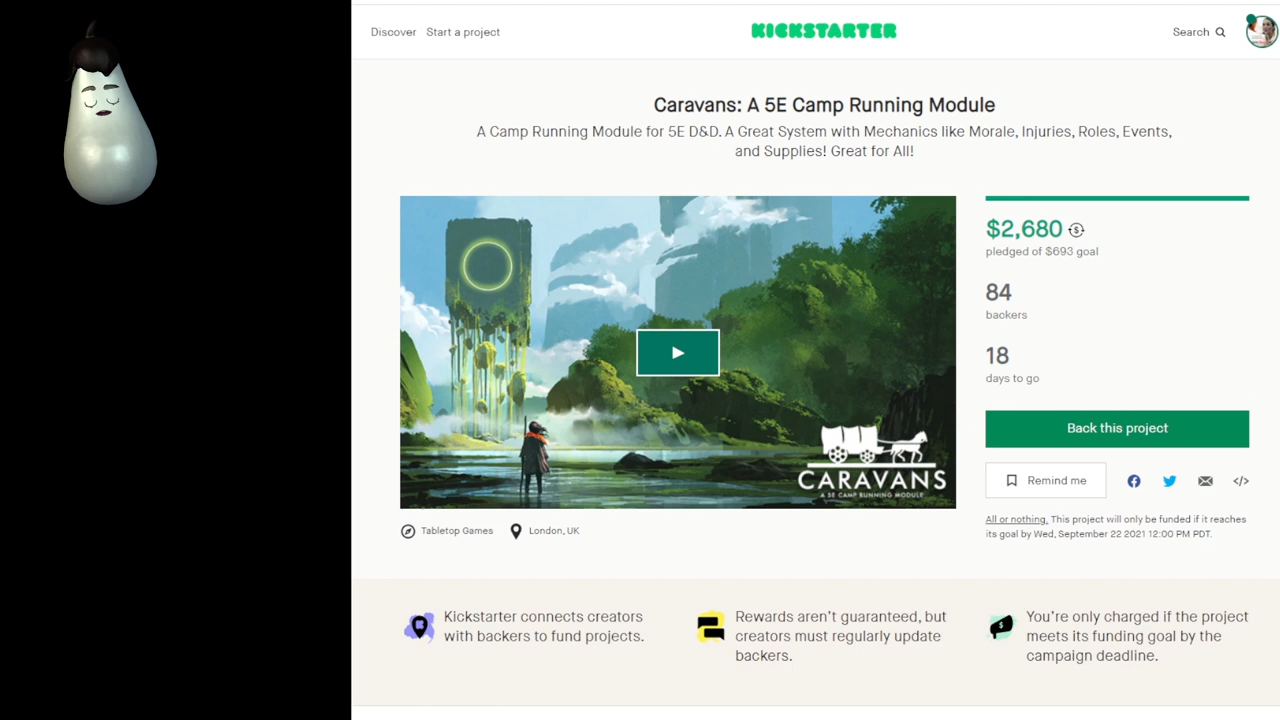 Discover Start a project
KICKSTARTER
Search
Caravans: A 5E Camp Running Module
A Camp Running Module for 5E D&D. A Great System with Mechanics like Morale, Injuries, Roles, Events,
and Supplies! Great for All!
CARAVANS
A 5E CAMP RUNNING MODULE
Tabletop Games
London, UK
$2,680
pledged of $693 goal
84
backers
18
days to go
Back this project
Remind me
All or nothing. This project will only be funded if it reaches
its goal by Wed, September 22 2021 12:00 PM PDT.
Kickstarter connects creators
with backers to fund projects.
Rewards aren't guaranteed, but
creators must regularly update
backers.
You're only charged if the project
meets its funding goal by the
campaign deadline.